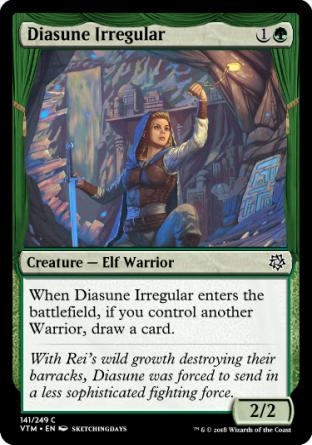 Diasune Irregular 1
Creature — Elf Warrior
When Diasune Irregular enters the
battlefield, if you control another
Warrior, draw a card.
With Rei's wild growth destroying their
barracks, Diasune was forced to send in
a less sophisticated fighting force.
2/2
141/249 C
VTM • EN SKETCHINGDAYS
™ & © 2018 Wizards of the Coast